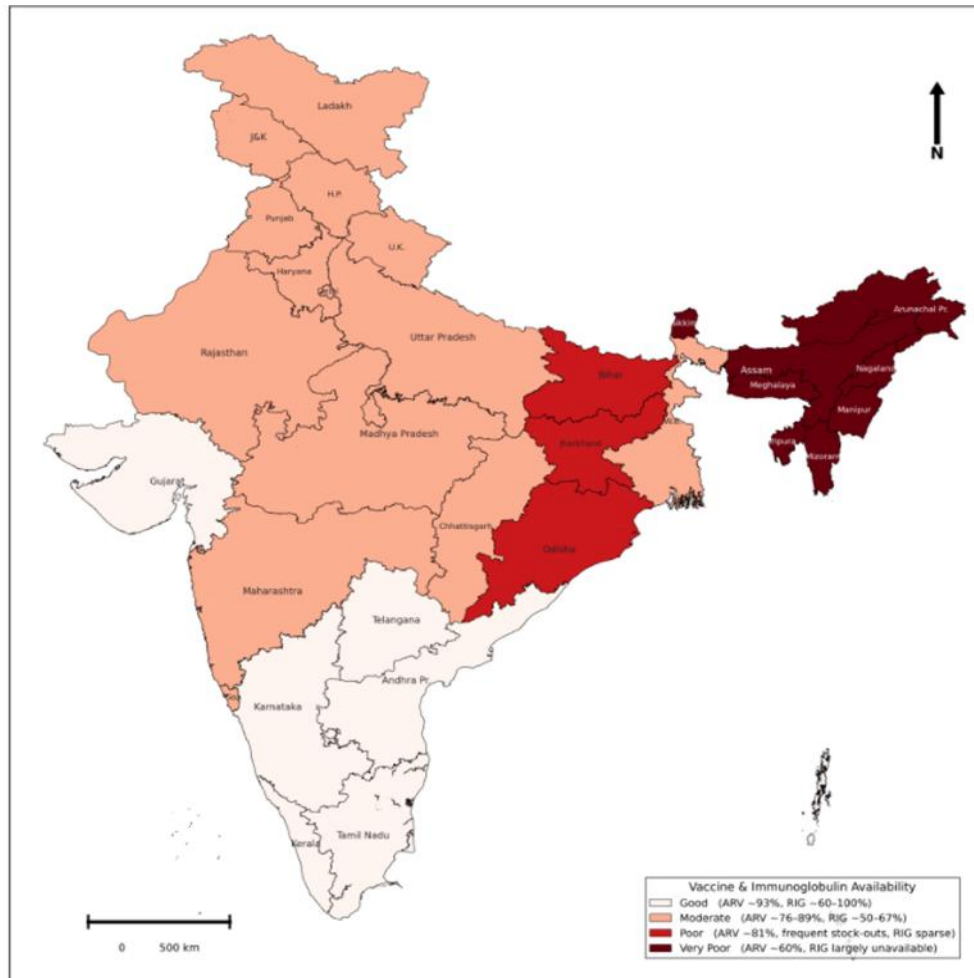 Ladakh
J&K
N
H.P.
Punjab
U.K.
Haryana
Arunachal Pr.
Uttar Pradesh
Rajasthan
Assam
Nagaland
Bihar
Meghalaya
Manipur
Madhya Pradesh
Jharkhand
Mizoram
Gujarat
Chhattisgarh
Odisha
Maharashtra
Telangana
Andhra Pr.
Karnataka
Tamil Nadu
Kerala
0 500 km
Vaccine & Immunoglobulin Availability
Good (ARV ~93%, RIG ~60–100%)
Moderate (ARV ~76–89%, RIG ~50–67%)
Poor (ARV ~81%, frequent stock-outs, RIG sparse)
Very Poor (ARV ~60%, RIG largely unavailable)